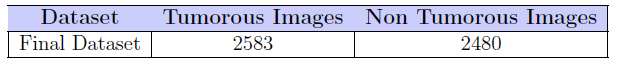 Dataset Tumorous Images Non Tumorous Images
Final Dataset 2583 2480